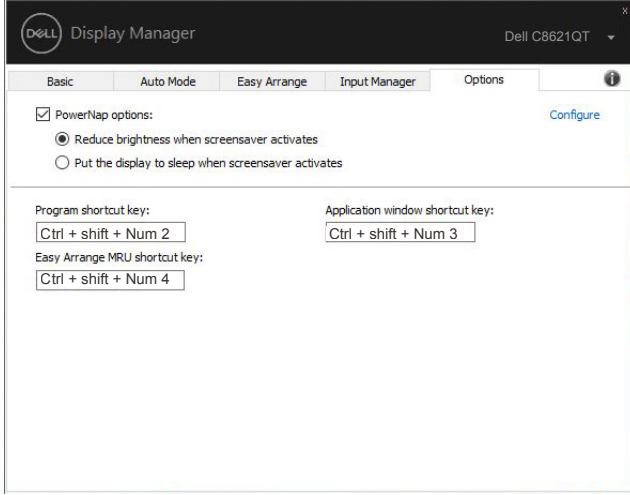 x
DELL Display Manager
Dell C8621QT
Basic Auto Mode Easy Arrange Input Manager Options
PowerNap options: Configure
Reduce brightness when screensaver activates
Put the display to sleep when screensaver activates
Program shortcut key: Application window shortcut key:
Ctrl + shift + Num 2 Ctrl + shift + Num 3
Easy Arrange MRU shortcut key:
Ctrl + shift + Num 4